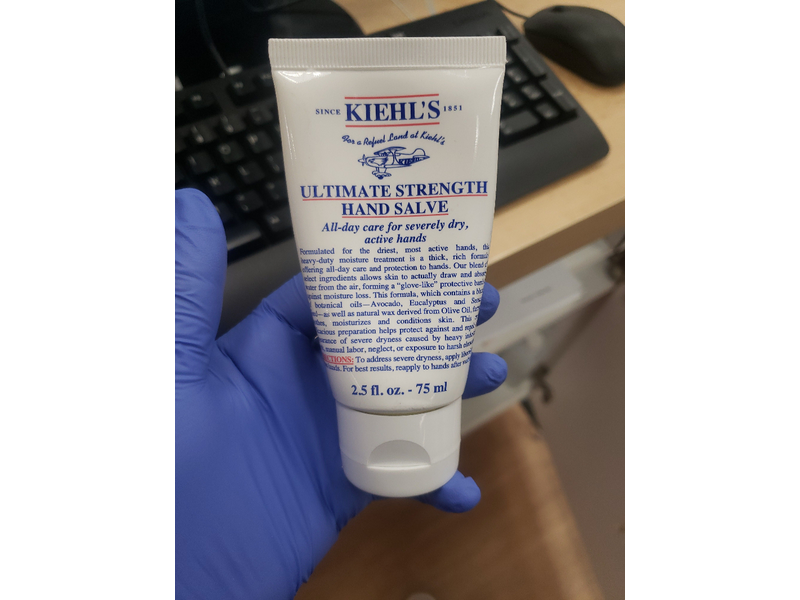 SINCE KIEHL'S 1851
For a Refuel Land at Kiehl's
ULTIMATE STRENGTH
HAND SALVE
All-day care for severely dry,
active hands
Formulated for the driest, most active hands, this
heavy-duty moisture treatment is a thick, rich formula
offering all-day care and protection to hands. Our blend of
select ingredients allows skin to actually draw and absorb
water from the air, forming a "glove-like" protective hand
against moisture loss. This formula, which contains a blend
botanical oils—Avocado, Eucalyptus and
as well as natural wax derived from Olive Oil,
moisturizes and conditions skin. This
preparation helps protect against and
of severe dryness caused by heavy
manual labor, neglect, or exposure to harsh
DIRECTIONS: To address severe dryness, apply
For best results, reapply to hands after
2.5 fl. oz. - 75 ml